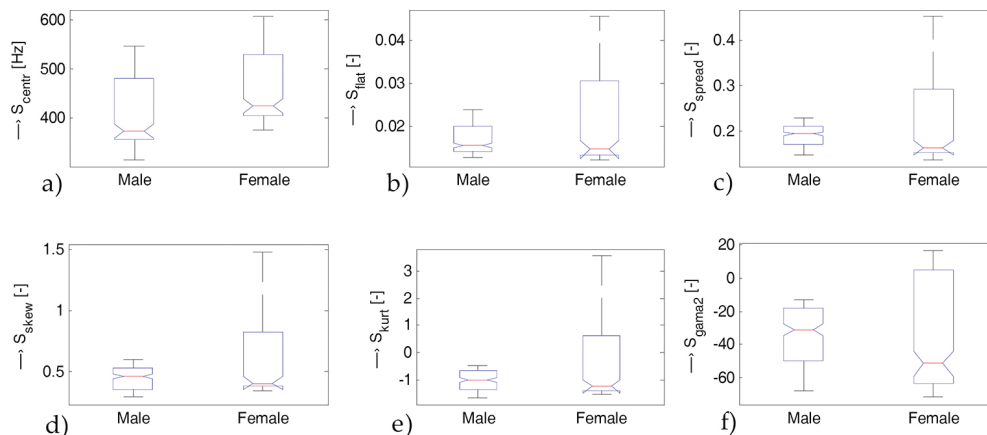 600
500
400
—› S_centr [Hz]
Male Female
a)
0.04
0.03
0.02
—› S_flat [-]
Male Female
b)
0.4
0.2
—› S_spread [-]
Male Female
c)
1.5
1
0.5
—› S_skew [-]
Male Female
d)
3
2
1
0
-1
—› S_kurt [-]
Male Female
e)
20
0
-20
-40
-60
—› S_gama2 [-]
Male Female
f)